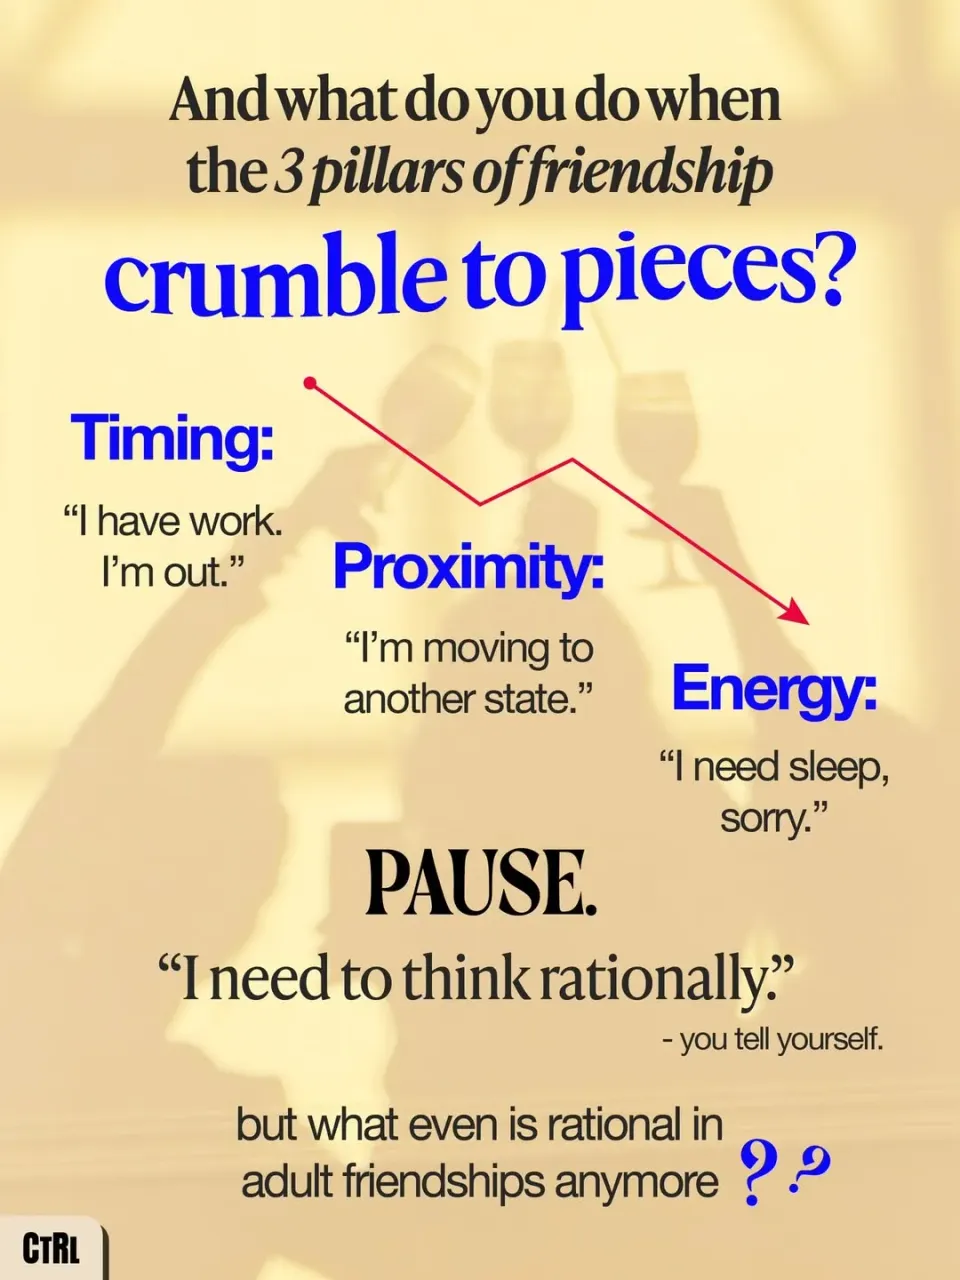 And what do you do when
the 3 pillars of friendship
crumble to pieces?
Timing:
“I have work.
I’m out.”
Proximity:
“I’m moving to
another state.”
Energy:
“I need sleep,
sorry.”
PAUSE.
“I need to think rationally.”
- you tell yourself.
but what even is rational in
adult friendships anymore ??
CTRL